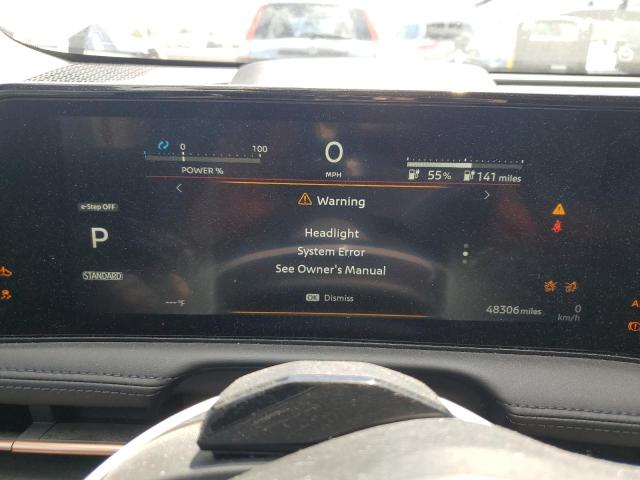 0 100
POWER %
0
MPH
55% 141 miles
Warning
e-Step OFF
Headlight
System Error
See Owner's Manual
P
STANDARD
OK Dismiss
---°F
48306 miles
0
km/h